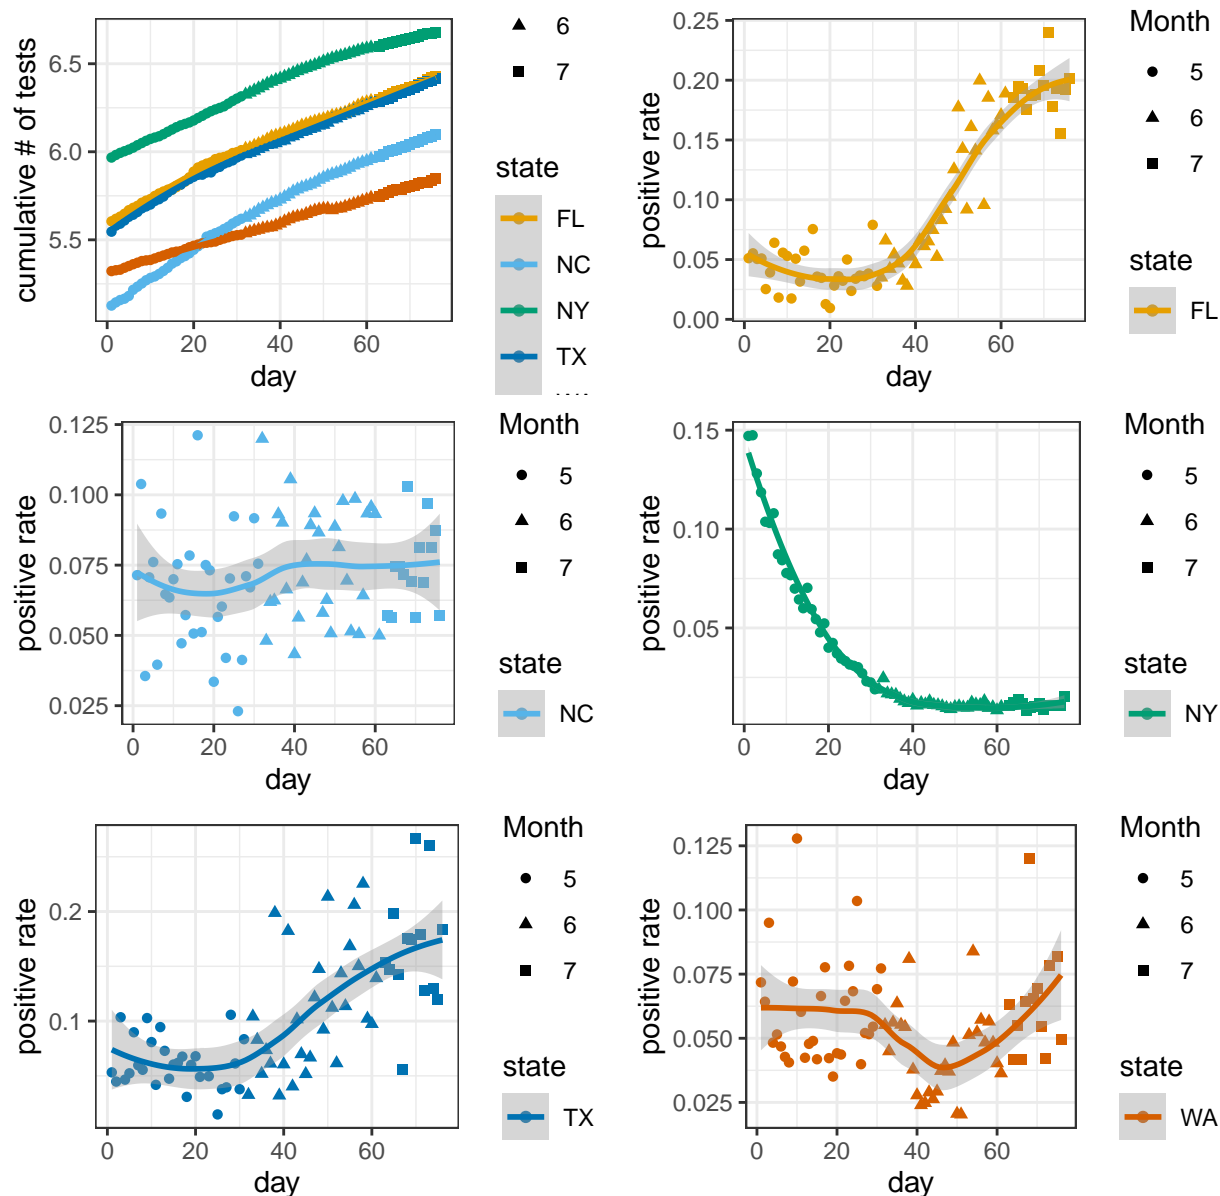 cumulative # of tests
6.5
6.0
5.5
0
20
40
60
day
6
7
state
FL
NC
NY
TX
positive rate
0.25
0.20
0.15
0.10
0.05
0.00
0
20
40
60
day
Month
5
6
7
state
FL
positive rate
0.125
0.100
0.075
0.050
0.025
0
20
40
60
day
Month
5
6
7
state
NC
positive rate
0.15
0.10
0.05
0
20
40
60
day
Month
5
6
7
state
NY
positive rate
0.2
0.1
0
20
40
60
day
Month
5
6
7
state
TX
positive rate
0.125
0.100
0.075
0.050
0.025
0
20
40
60
day
Month
5
6
7
state
WA